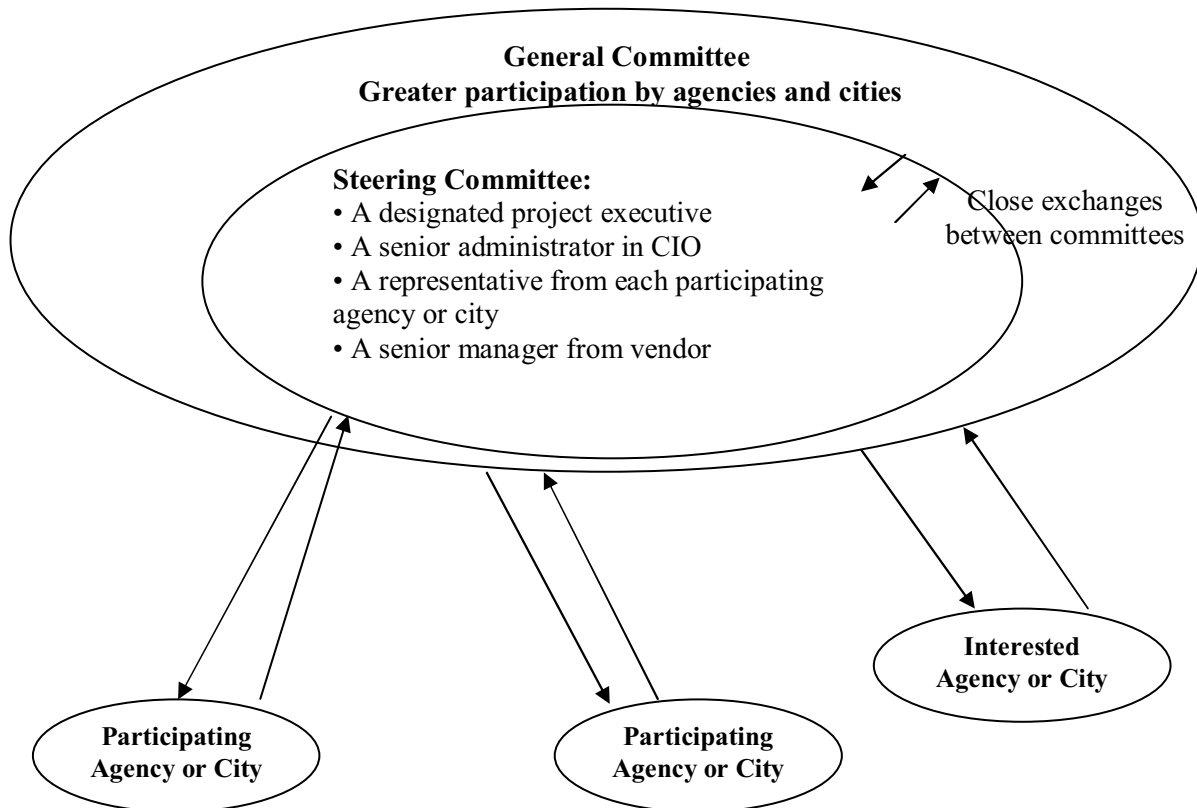 General Committee
Greater participation by agencies and cities
Steering Committee:
• A designated project executive
• A senior administrator in CIO
• A representative from each participating
agency or city
• A senior manager from vendor
Close exchanges
between committees
Interested
Agency or City
Participating
Agency or City
Participating
Agency or City